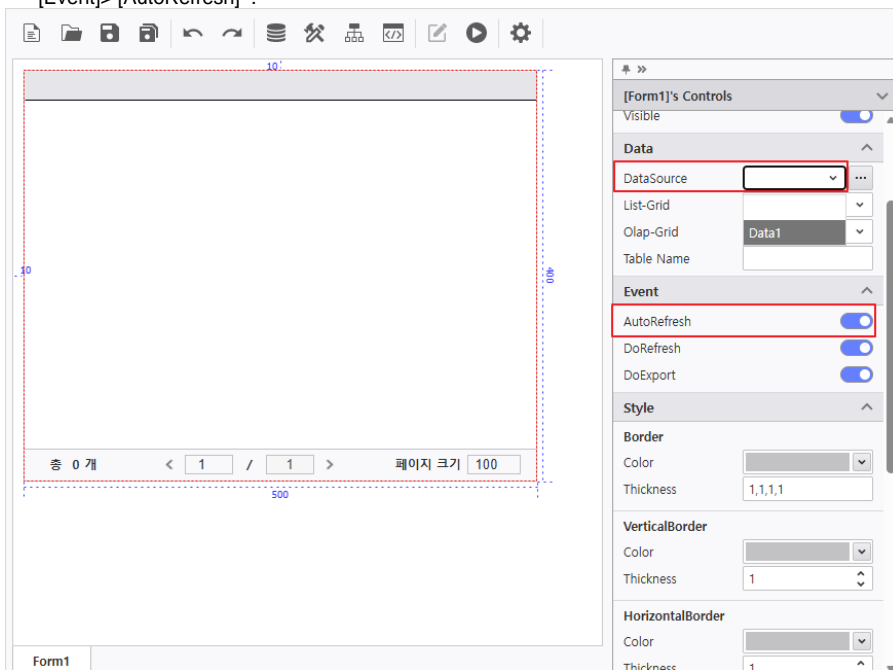 [Event]> [AutoRefresh] .
10
[Form1]'s Controls
Visible
Data
DataSource
List-Grid
Olap-Grid
Data1
Table Name
10
400
Event
AutoRefresh
DoRefresh
DoExport
Style
Border
Color
Thickness
1,1,1,1
총 0 개 < 1 / 1 > 페이지 크기 100
500
VerticalBorder
Color
Thickness
1
HorizontalBorder
Color
Thickness
1
Form1